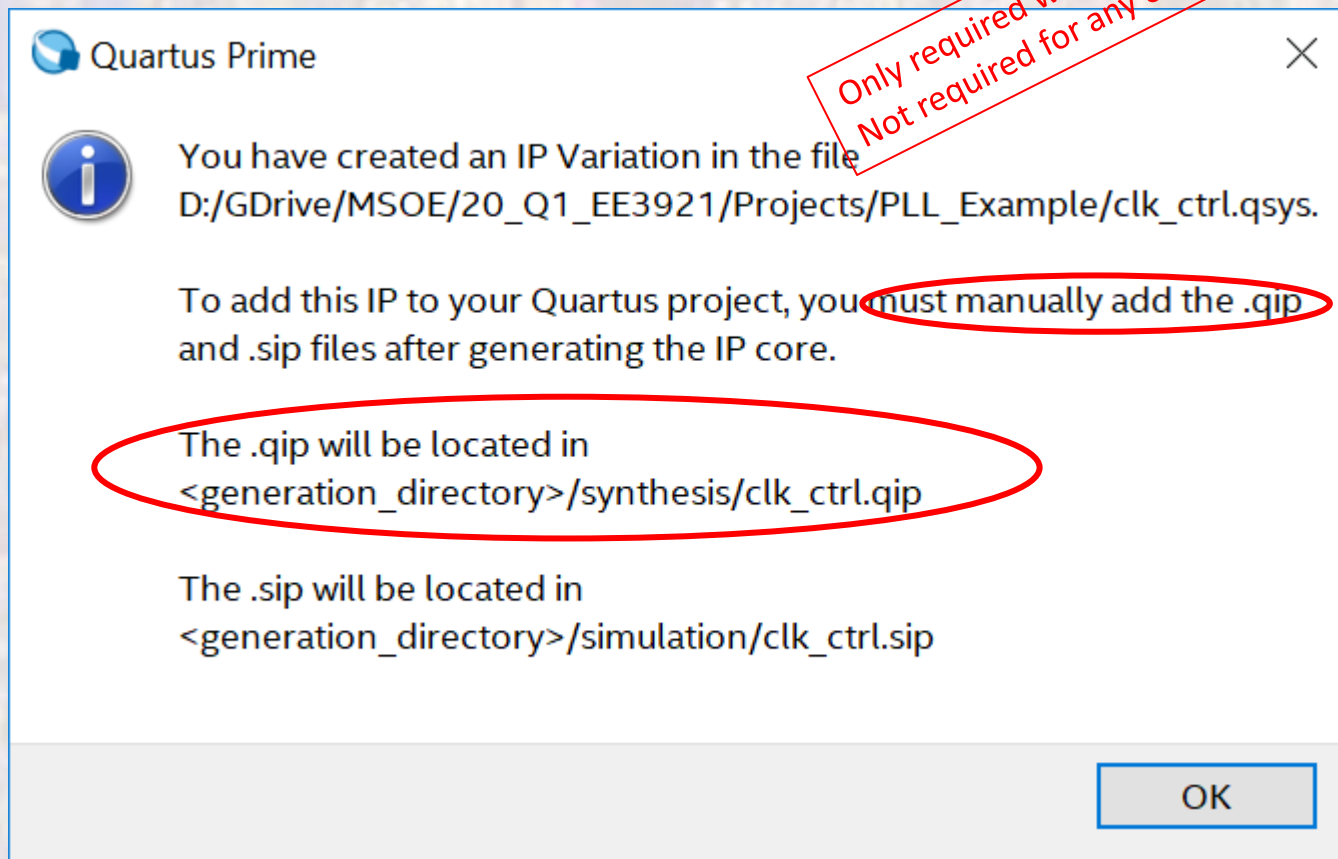 Only required
Not required for any
Quartus Prime
You have created an IP Variation in the file
D:/GDrive/MSOE/20_Q1_EE3921/Projects/PLL_Example/clk_ctrl.qsys.
To add this IP to your Quartus project, you must manually add the .qip
and .sip files after generating the IP core.
The .qip will be located in
<generation_directory>/synthesis/clk_ctrl.qip
The .sip will be located in
<generation_directory>/simulation/clk_ctrl.sip
OK